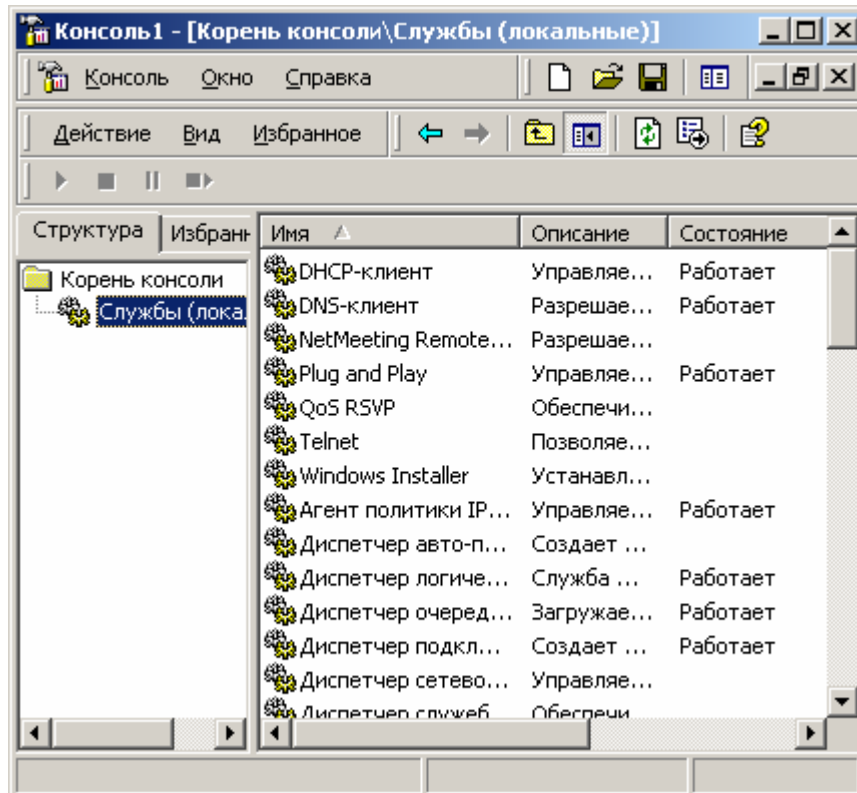 Консоль1 - [Корень консоли\Службы (локальные)]
Консоль Окно Справка
Действие Вид Избранное
Структура Избранн
Корень консоли
Службы (лока.
Имя Описание Состояние
DHCP-клиент Управляе... Работает
DNS-клиент Разрешае... Работает
NetMeeting Remote... Разрешае...
Plug and Play Управляе... Работает
QoS RSVP Обеспечи...
Telnet Позволяе...
Windows Installer Устанавл...
Агент политики IP... Управляе... Работает
Диспетчер авто-п... Создает ...
Диспетчер логиче... Служба ... Работает
Диспетчер очеред... Загружае... Работает
Диспетчер подкл... Создает ... Работает
Диспетчер сетево... Управляе...
Диспетчер служеб Обеспечи